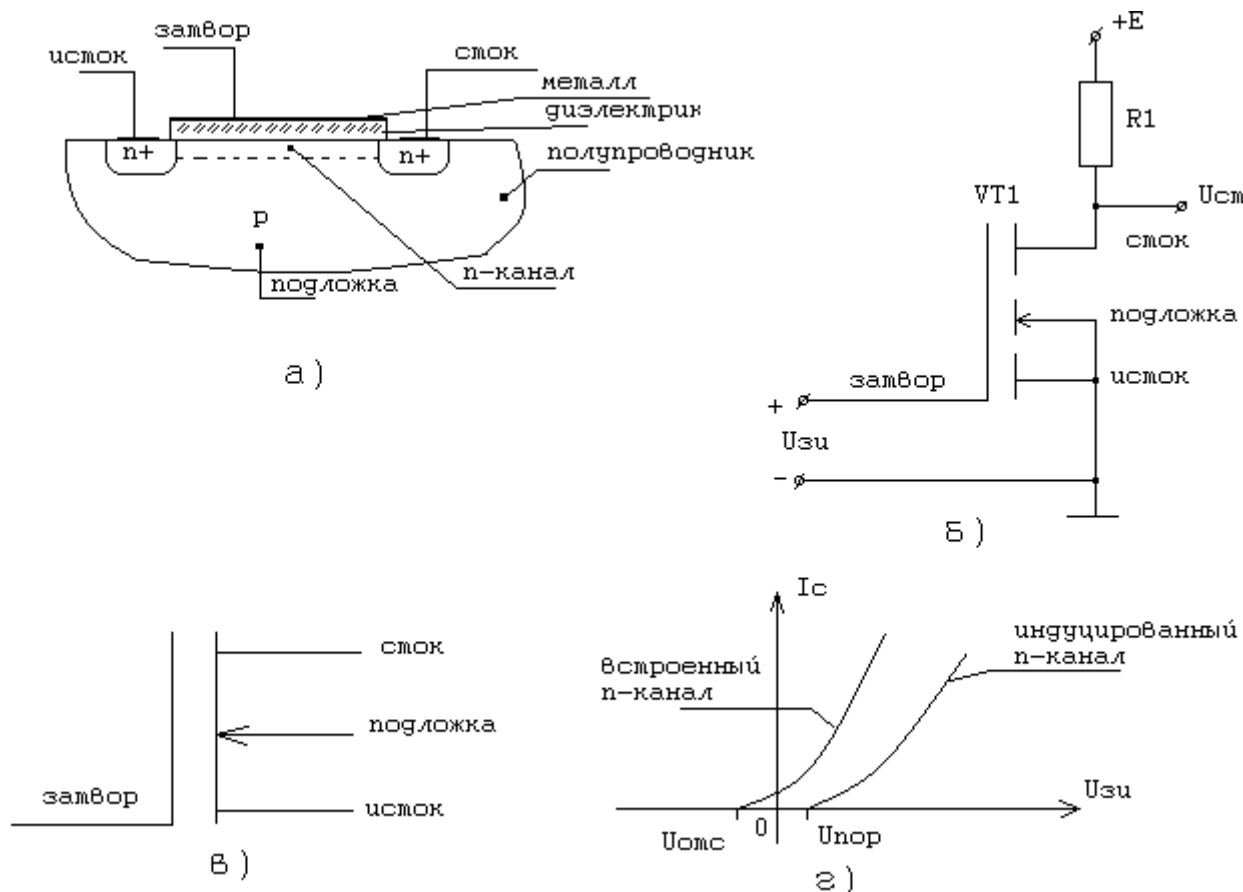 затвор
исток
сток
металл
диэлектрик
n+
n+
полупроводник
p
подложка
n-канал
а)
+E
R1
VT1
Uст
сток
подложка
затвор
исток
+
Uзи
-
б)
сток
подложка
затвор
исток
в)
Iс
встроенный
n-канал
индуцированный
n-канал
Uзи
Uотс
0
Uпор
г)